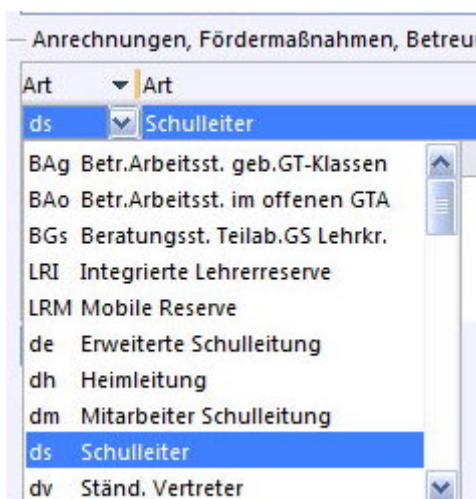 Anrechnungen, Fördermaßnahmen, Betreu
Art Art
ds Schulleiter
BAg Betr.Arbeitsst. geb.GT-Klassen
BAo Betr.Arbeitsst. im offenen GTA
BGs Beratungsst. Teilab.GS Lehrkr.
LRI Integrierte Lehrerreserve
LRM Mobile Reserve
de Erweiterte Schulleitung
dh Heimleitung
dm Mitarbeiter Schulleitung
ds Schulleiter
dv Ständ. Vertreter